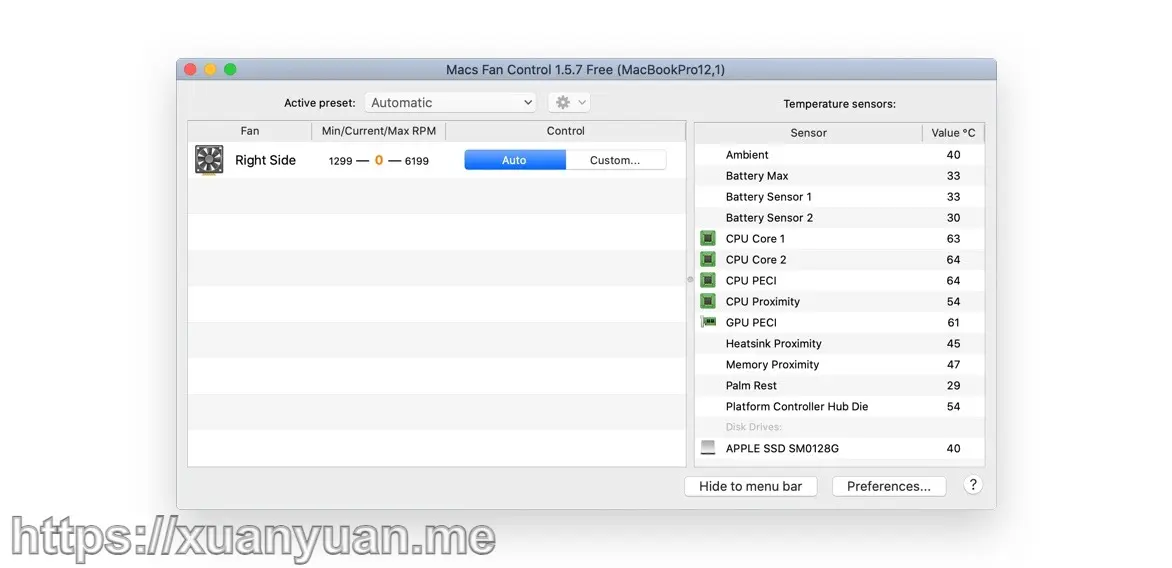 Macs Fan Control 1.5.7 Free (MacBookPro12,1)
Active preset: Automatic
Temperature sensors:
Fan Min/Current/Max RPM Control
Right Side 1299 — 0 — 6199 Auto Custom...
Sensor Value °C
Ambient 40
Battery Max 33
Battery Sensor 1 33
Battery Sensor 2 30
CPU Core 1 63
CPU Core 2 64
CPU PECI 64
CPU Proximity 54
GPU PECI 61
Heatsink Proximity 45
Memory Proximity 47
Palm Rest 29
Platform Controller Hub Die 54
Disk Drives:
APPLE SSD SM0128G 40
Hide to menu bar Preferences... ?
https://xuanyuan.me